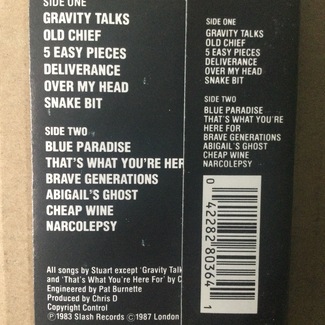 SIDE ONE
GRAVITY TALKS
OLD CHIEF
5 EASY PIECES
DELIVERANCE
OVER MY HEAD
SNAKE BIT
SIDE TWO
BLUE PARADISE
THAT'S WHAT YOU'RE HER
BRAVE GENERATIONS
ABIGAIL'S GHOST
CHEAP WINE
NARCOLEPSY
All songs by Stuart except 'Gravity Talk
and 'That's What You're Here For' by C
Engineered by Pat Burnette
Produced by Chris D
Copyright Control
Ⓟ1983 Slash Records Ⓒ1987 London
SIDE ONE
GRAVITY TALKS
OLD CHIEF
5 EASY PIECES
DELIVERANCE
OVER MY HEAD
SNAKE BIT
SIDE TWO
BLUE PARADISE
THAT'S WHAT YOU'RE
HERE FOR
BRAVE GENERATIONS
ABIGAIL'S GHOST
CHEAP WINE
NARCOLEPSY
0 42282 80364 1